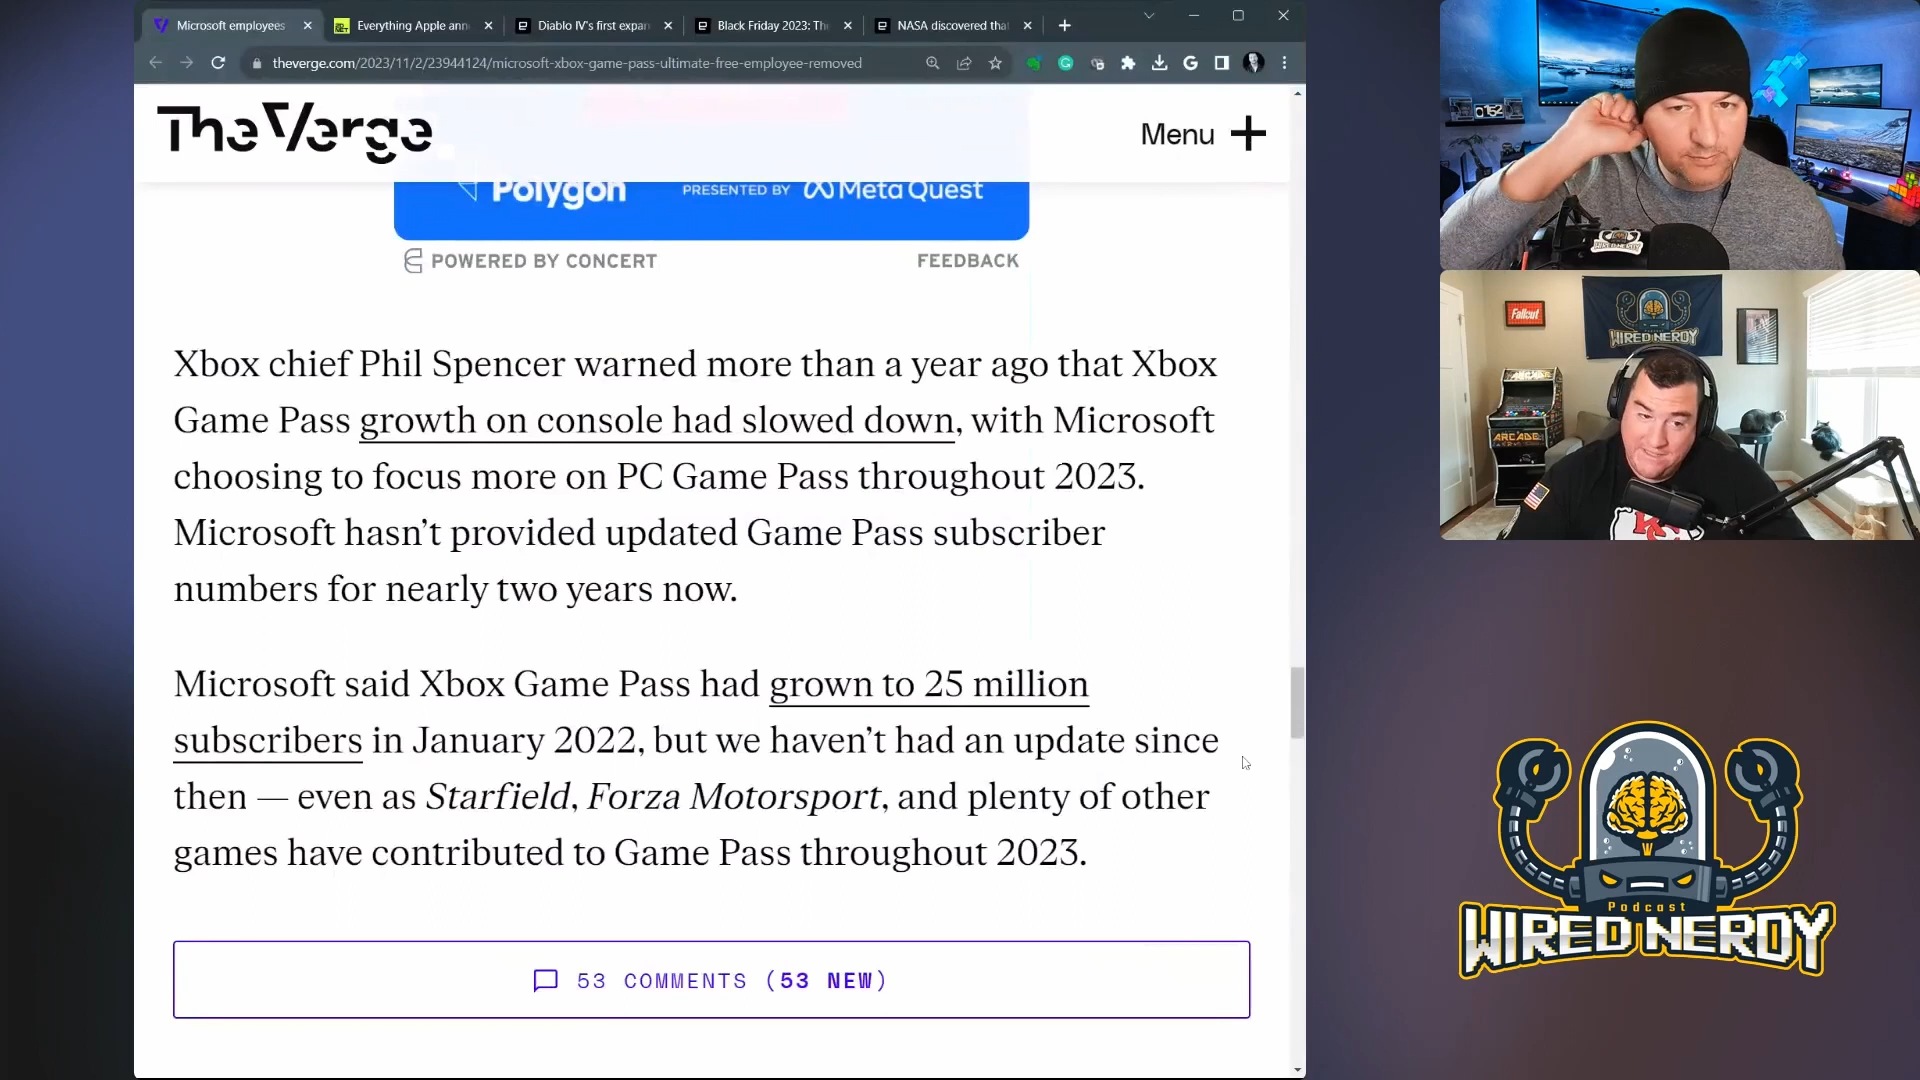 Microsoft employees
Everything Apple ann
Diablo IV's first expan
Black Friday 2023: The
NASA discovered that
theverge.com/2023/11/2/23944124/microsoft-xbox-game-pass-ultimate-free-employee-removed
The Verge
Menu
Polygon PRESENTED BY Meta Quest
POWERED BY CONCERT
FEEDBACK
Xbox chief Phil Spencer warned more than a year ago that Xbox
Game Pass growth on console had slowed down, with Microsoft
choosing to focus more on PC Game Pass throughout 2023.
Microsoft hasn't provided updated Game Pass subscriber
numbers for nearly two years now.
Microsoft said Xbox Game Pass had grown to 25 million
subscribers in January 2022, but we haven't had an update since
then — even as Starfield, Forza Motorsport, and plenty of other
games have contributed to Game Pass throughout 2023.
53 COMMENTS (53 NEW)
WIRED NERDY
Fallout
WIRED NERDY
ARCADE
ARCADE
KC
Podcast
WIRED NERDY